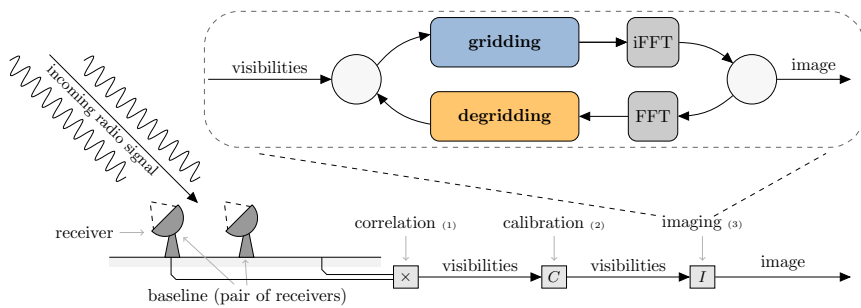 gridding
iFFT
visibilities
image
degridding
FFT
incoming radio signal
receiver
correlation (1)
calibration (2)
imaging (3)
×
visibilities
C
visibilities
I
image
baseline (pair of receivers)